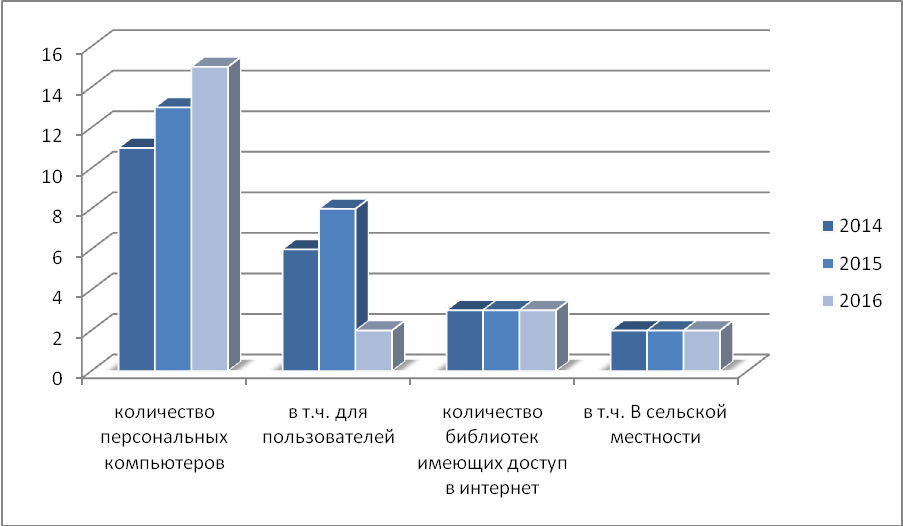 16
14
12
10
8
6
4
2
0
количество
персональных
компьютеров
в т.ч. для
пользователей
количество
библиотек
имеющих доступ
в интернет
в т.ч. В сельской
местности
2014
2015
2016